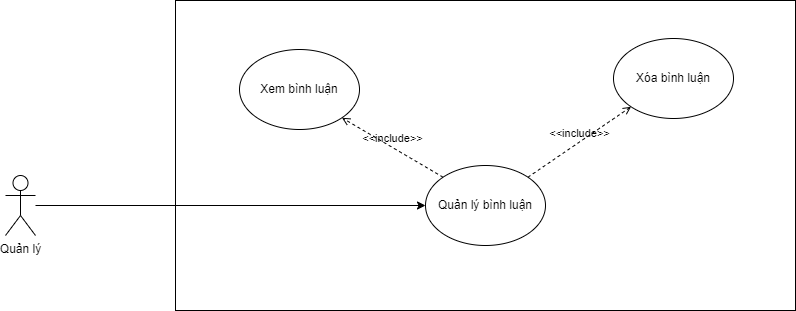 Xem bình luận
Xóa bình luận
<<include>>
<<include>>
Quản lý bình luận
Quản lý